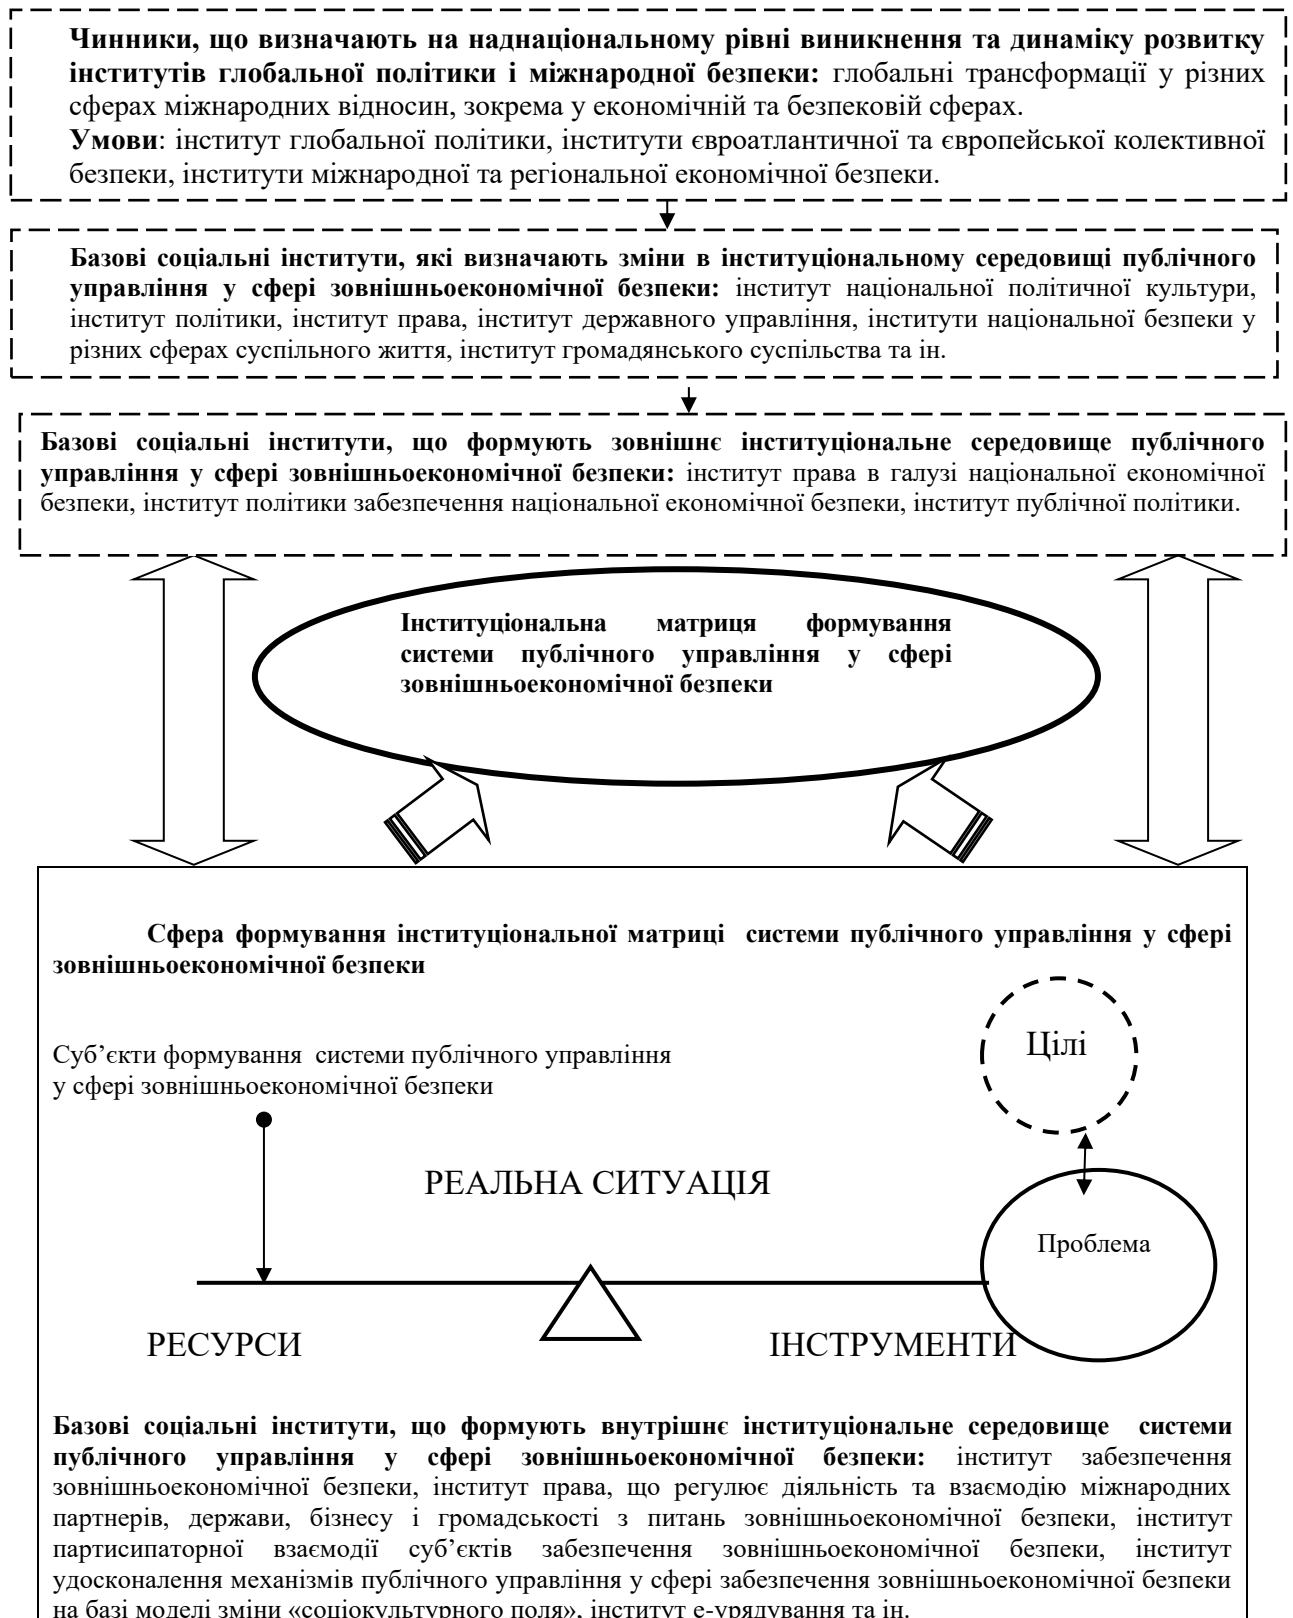 Чинники, що визначають на наднаціональному рівні виникнення та динаміку розвитку
інститутів глобальної політики і міжнародної безпеки: глобальні трансформації у різних
сферах міжнародних відносин, зокрема у економічній та безпековій сферах.
Умови: інститут глобальної політики, інститути євроатлантичної та європейської колективної
безпеки, інститути міжнародної та регіональної економічної безпеки.
Базові соціальні інститути, які визначають зміни в інституціональному середовищі публічного
управління у сфері зовнішньоекономічної безпеки: інститут національної політичної культури,
інститут політики, інститут права, інститут державного управління, інститути національної безпеки у
різних сферах суспільного життя, інститут громадянського суспільства та ін.
Базові соціальні інститути, що формують зовнішнє інституціональне середовище публічного
управління у сфері зовнішньоекономічної безпеки: інститут права в галузі національної економічної
безпеки, інститут політики забезпечення національної економічної безпеки, інститут публічної політики.
Інституціональна матриця формування
системи публічного управління у сфері
зовнішньоекономічної безпеки
Сфера формування інституціональної матриці системи публічного управління у сфері
зовнішньоекономічної безпеки
Цілі
Суб’єкти формування системи публічного управління
у сфері зовнішньоекономічної безпеки
РЕАЛЬНА СИТУАЦІЯ
Проблема
РЕСУРСИ
ІНСТРУМЕНТИ
Базові соціальні інститути, що формують внутрішнє інституціональне середовище системи
публічного управління у сфері зовнішньоекономічної безпеки: інститут забезпечення
зовнішньоекономічної безпеки, інститут права, що регулює діяльність та взаємодію міжнародних
партнерів, держави, бізнесу і громадськості з питань зовнішньоекономічної безпеки, інститут
партисипаторної взаємодії суб’єктів забезпечення зовнішньоекономічної безпеки, інститут
удосконалення механізмів публічного управління у сфері забезпечення зовнішньоекономічної безпеки
на базі моделі зміни «соціокультурного поля», інститут е-урядування та ін.